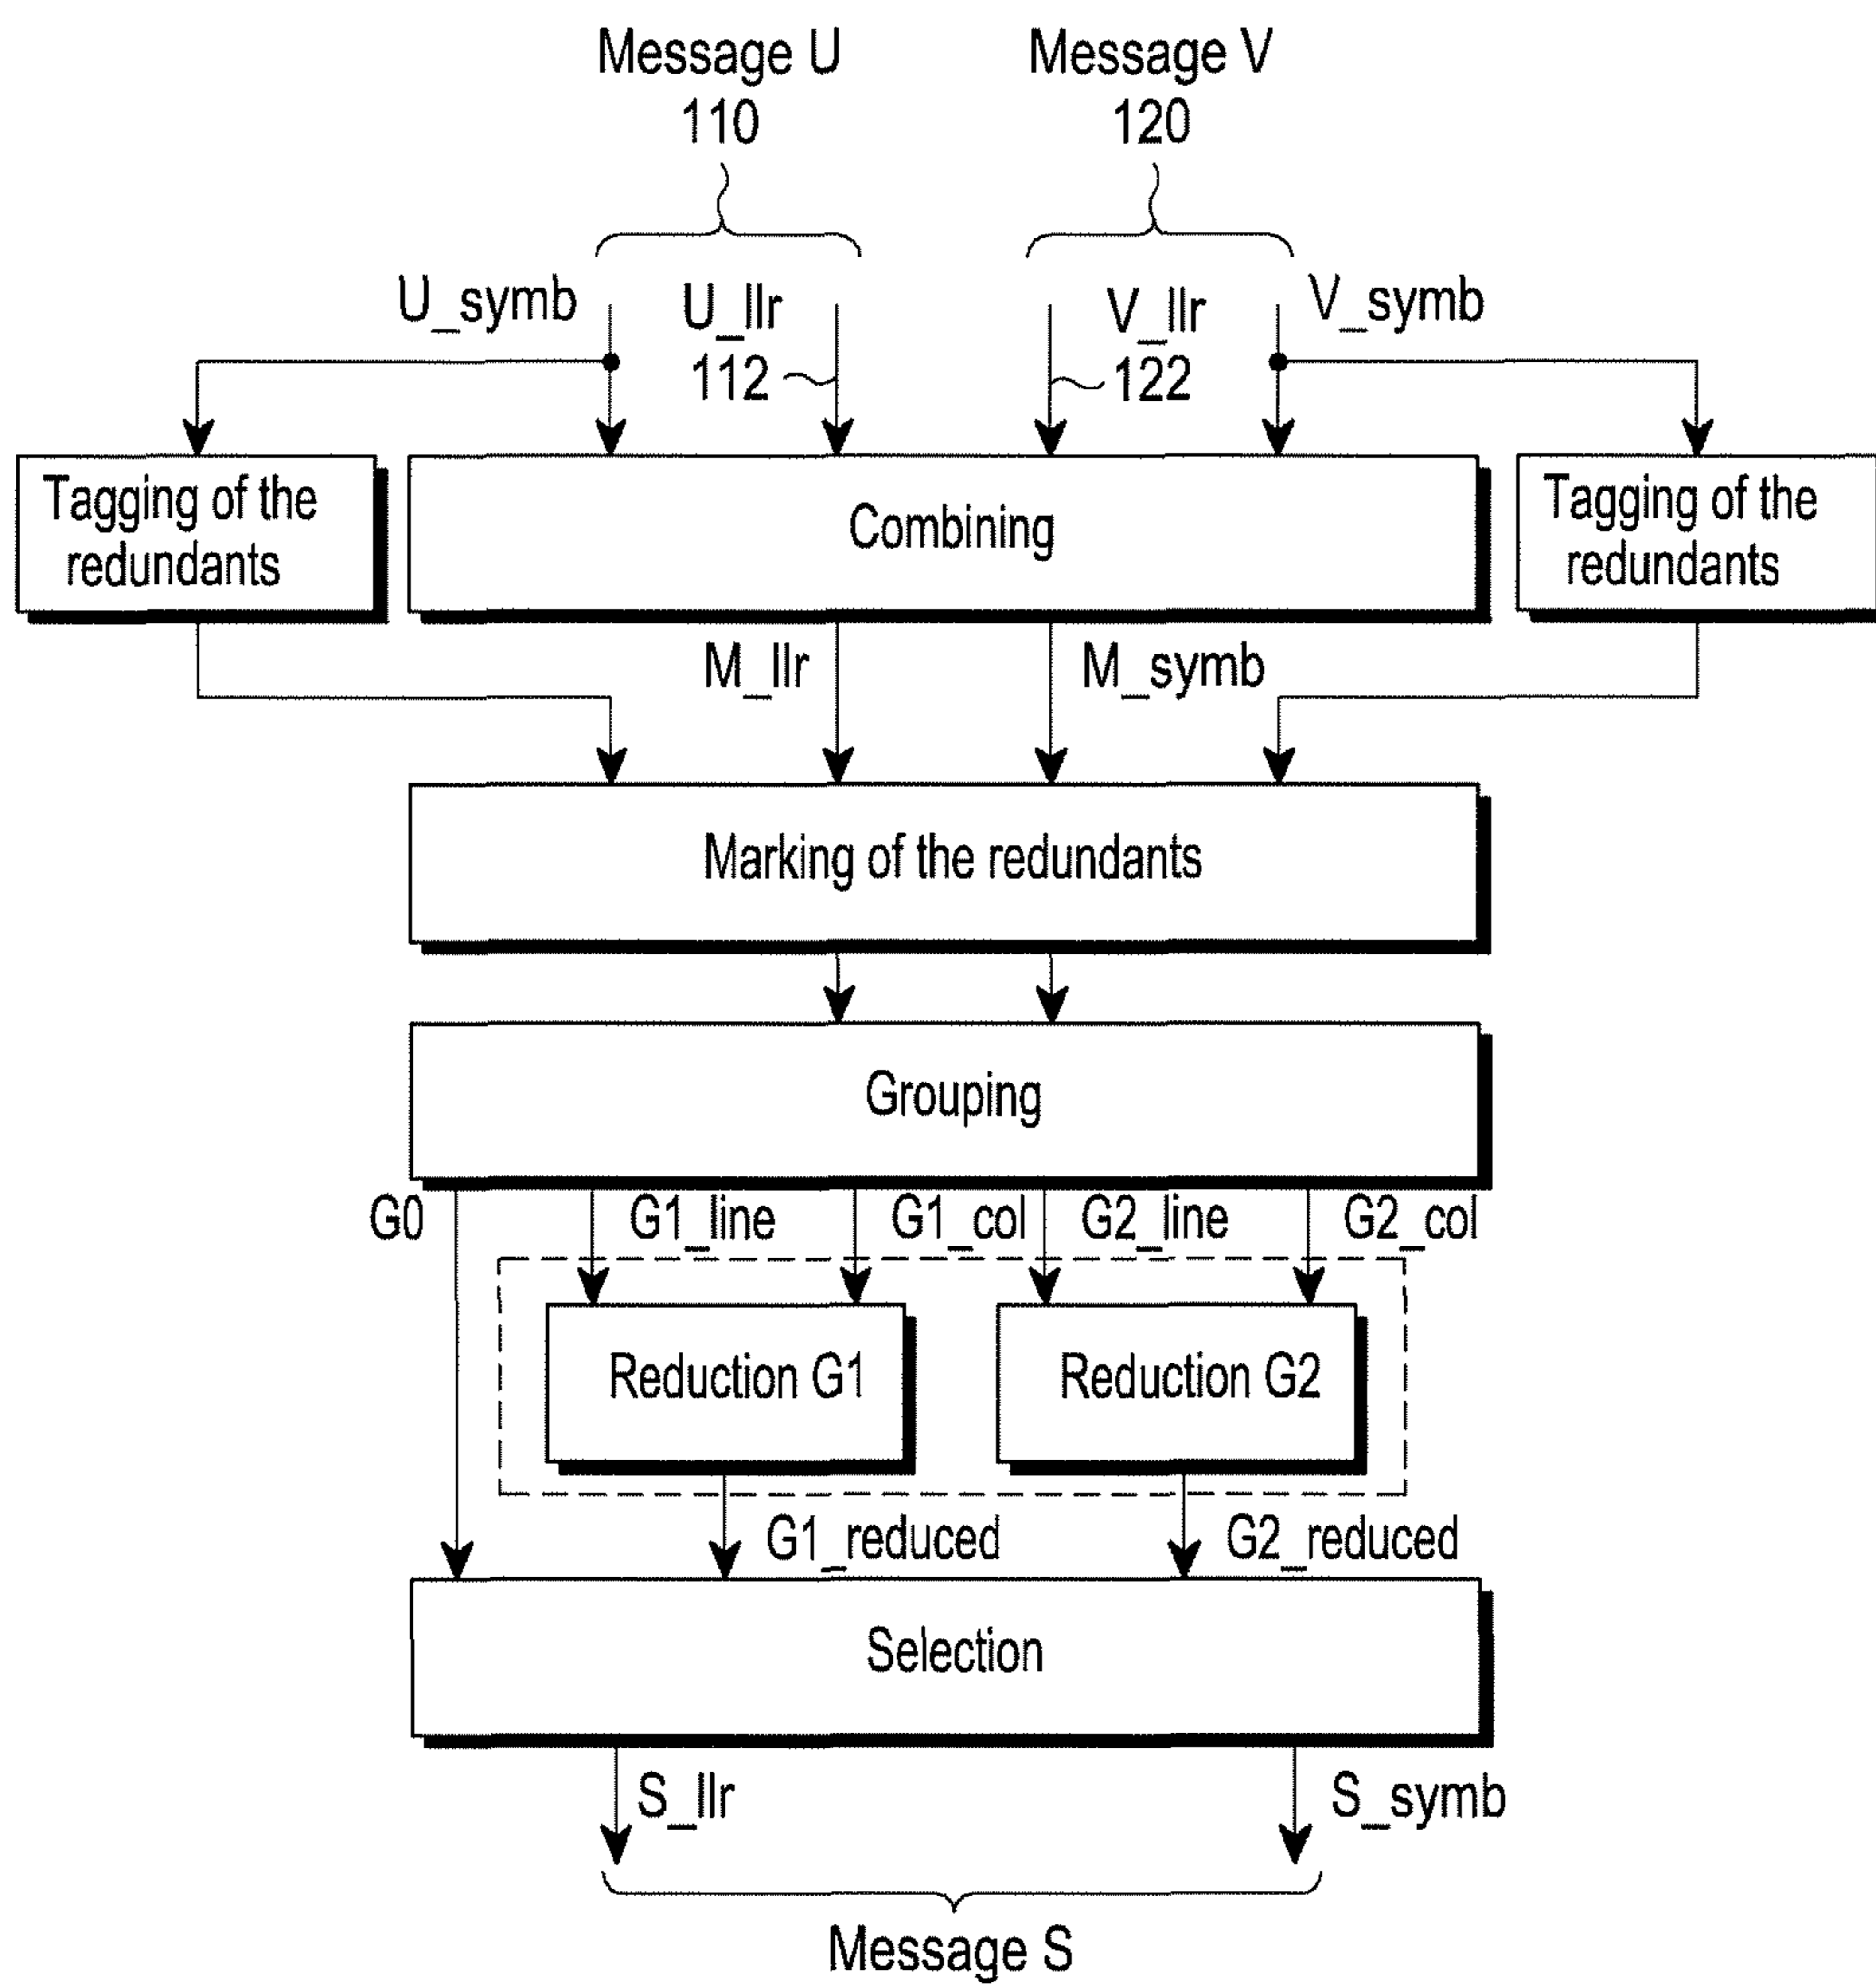 Message U
110
Message V
120
U_symb
U_llr
112
V_llr
122
V_symb
Tagging of the
redundants
Combining
Tagging of the
redundants
M_llr
M_symb
Marking of the redundants
Grouping
G0
G1_line
G1_col
G2_line
G2_col
Reduction G1
Reduction G2
G1_reduced
G2_reduced
Selection
S_llr
S_symb
Message S